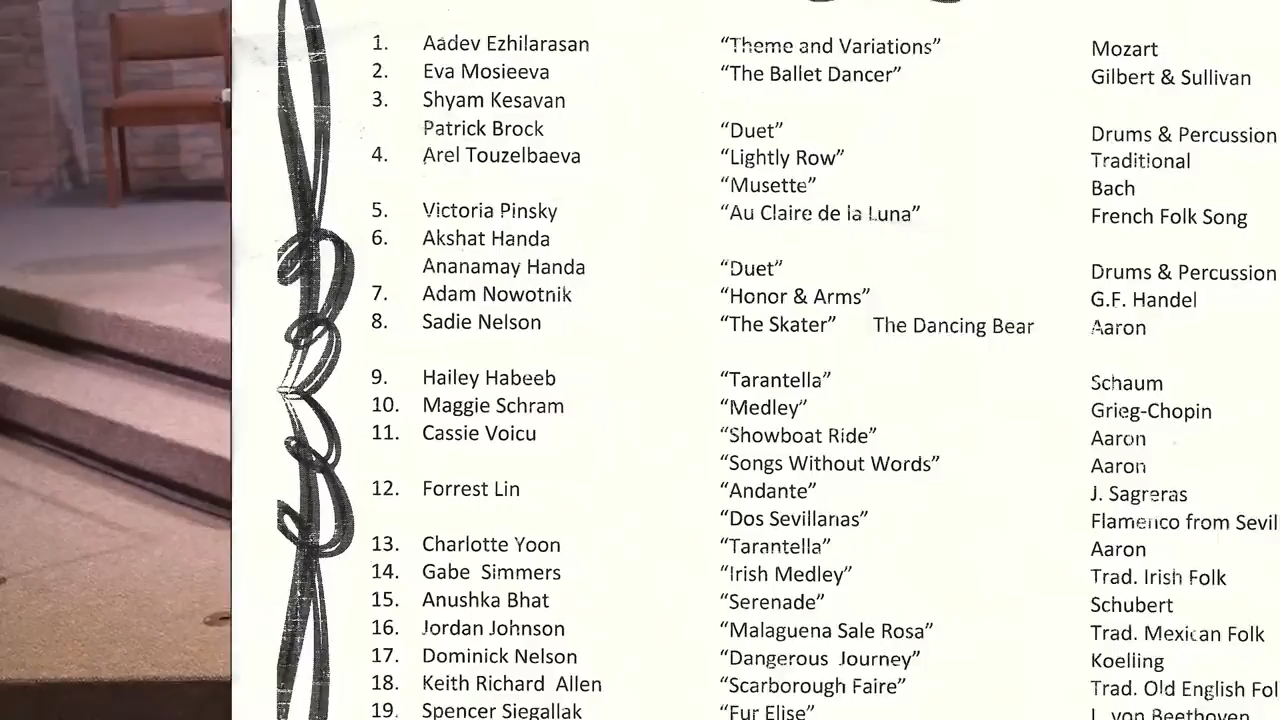 1. Aadev Ezhilarasan “Theme and Variations” Mozart
2. Eva Mosieeva “The Ballet Dancer” Gilbert & Sullivan
3. Shyam Kesavan
Patrick Brock “Duet” Drums & Percussion
4. Arel Touzelbaeva “Lightly Row” Traditional
“Musette” Bach
5. Victoria Pinsky “Au Claire de la Luna” French Folk Song
6. Akshat Handa
Ananamay Handa “Duet” Drums & Percussion
7. Adam Nowotnik “Honor & Arms” G.F. Handel
8. Sadie Nelson “The Skater” The Dancing Bear Aaron
9. Hailey Habeeb “Tarantella” Schaum
10. Maggie Schram “Medley” Grieg-Chopin
11. Cassie Voicu “Showboat Ride” Aaron
“Songs Without Words” Aaron
12. Forrest Lin “Andante” J. Sagreras
“Dos Sevillanas” Flamenco from Sevil
13. Charlotte Yoon “Tarantella” Aaron
14. Gabe Simmers “Irish Medley” Trad. Irish Folk
15. Anushka Bhat “Serenade” Schubert
16. Jordan Johnson “Malaguena Sale Rosa” Trad. Mexican Folk
17. Dominick Nelson “Dangerous Journey” Koelling
18. Keith Richard Allen “Scarborough Faire” Trad. Old English Fol
19. Spencer Siegallak “Fur Elise” L. von Beethoven